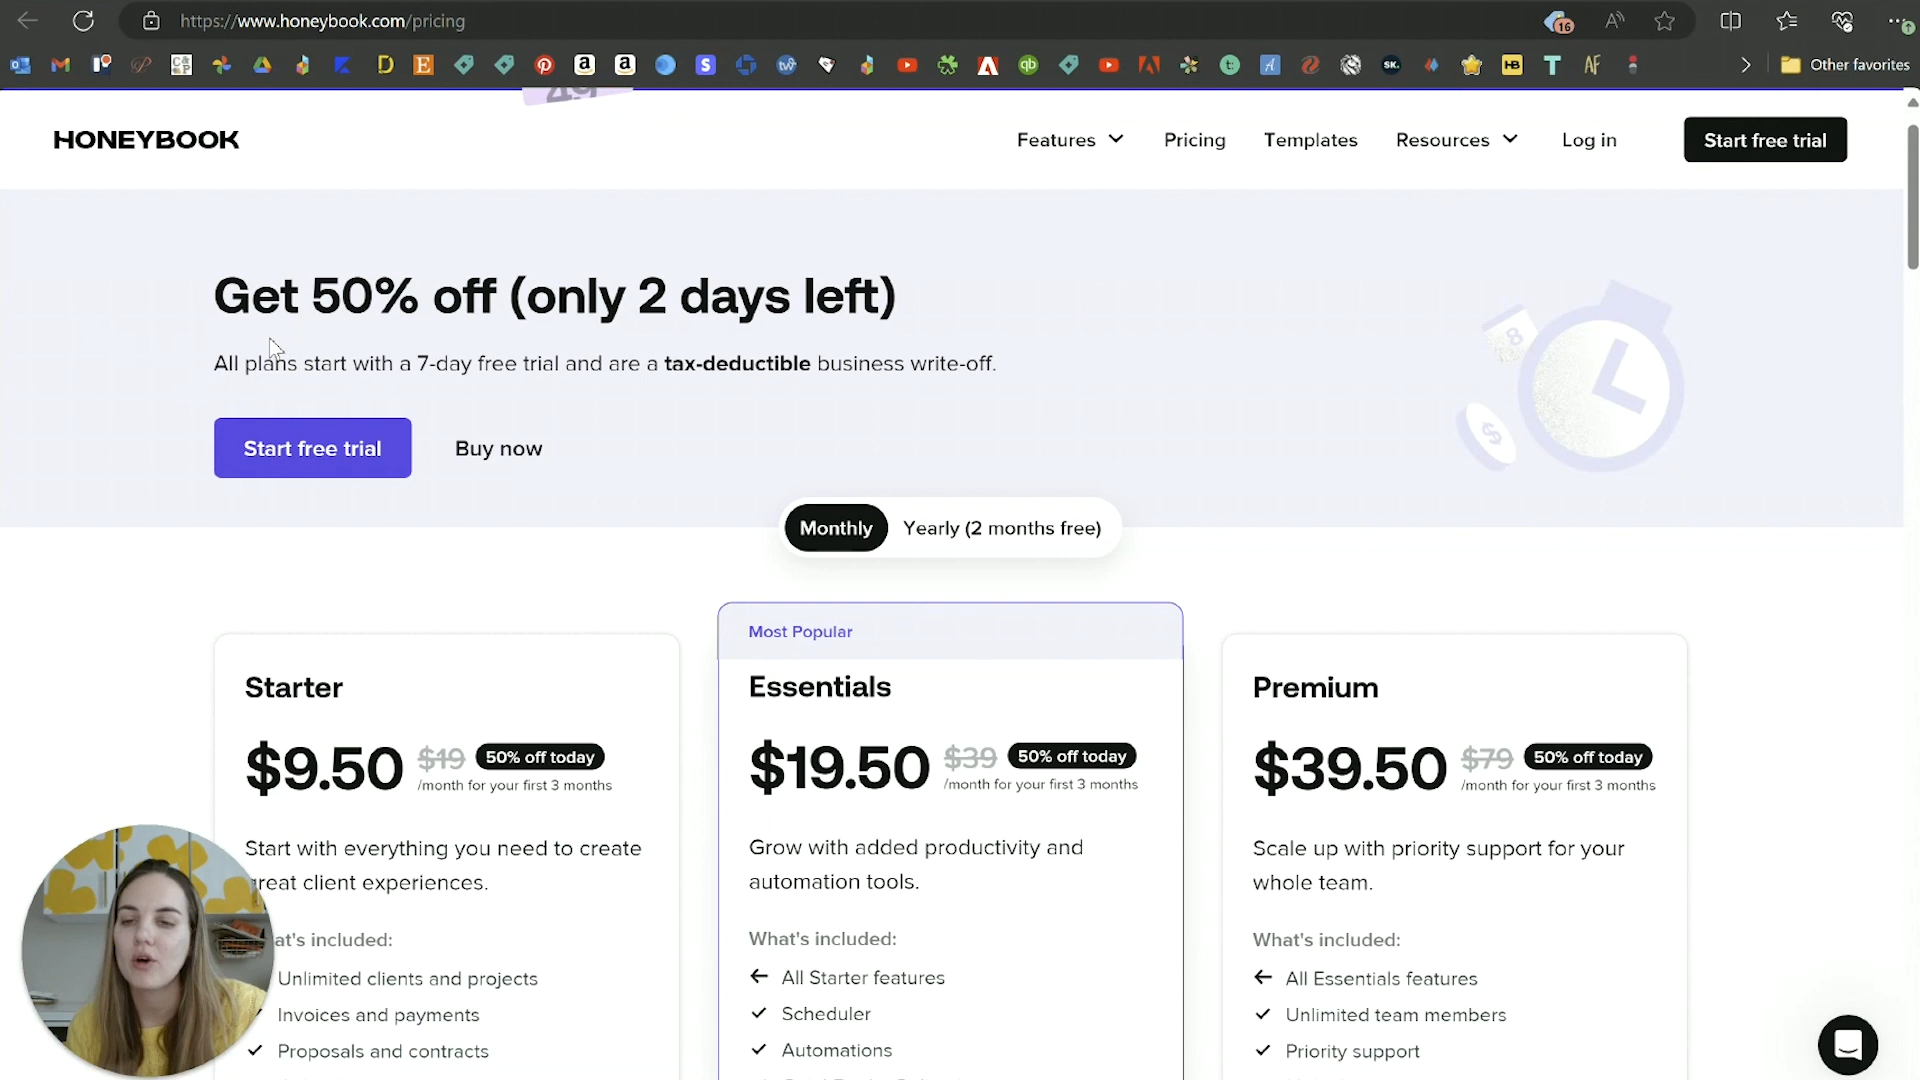 https://www.honeybook.com/pricing
16
Other favorites
HONEYBOOK
Features
Pricing
Templates
Resources
Log in
Start free trial
Get 50% off (only 2 days left)
All plans start with a 7-day free trial and are a tax-deductible business write-off.
Start free trial
Buy now
Monthly
Yearly (2 months free)
Most Popular
Starter
$9.50
$19
50% off today
/month for your first 3 months
Start with everything you need to create
great client experiences.
at's included:
Unlimited clients and projects
Invoices and payments
Proposals and contracts
Essentials
$19.50
$39
50% off today
/month for your first 3 months
Grow with added productivity and
automation tools.
What's included:
All Starter features
Scheduler
Automations
Premium
$39.50
$79
50% off today
/month for your first 3 months
Scale up with priority support for your
whole team.
What's included:
All Essentials features
Unlimited team members
Priority support